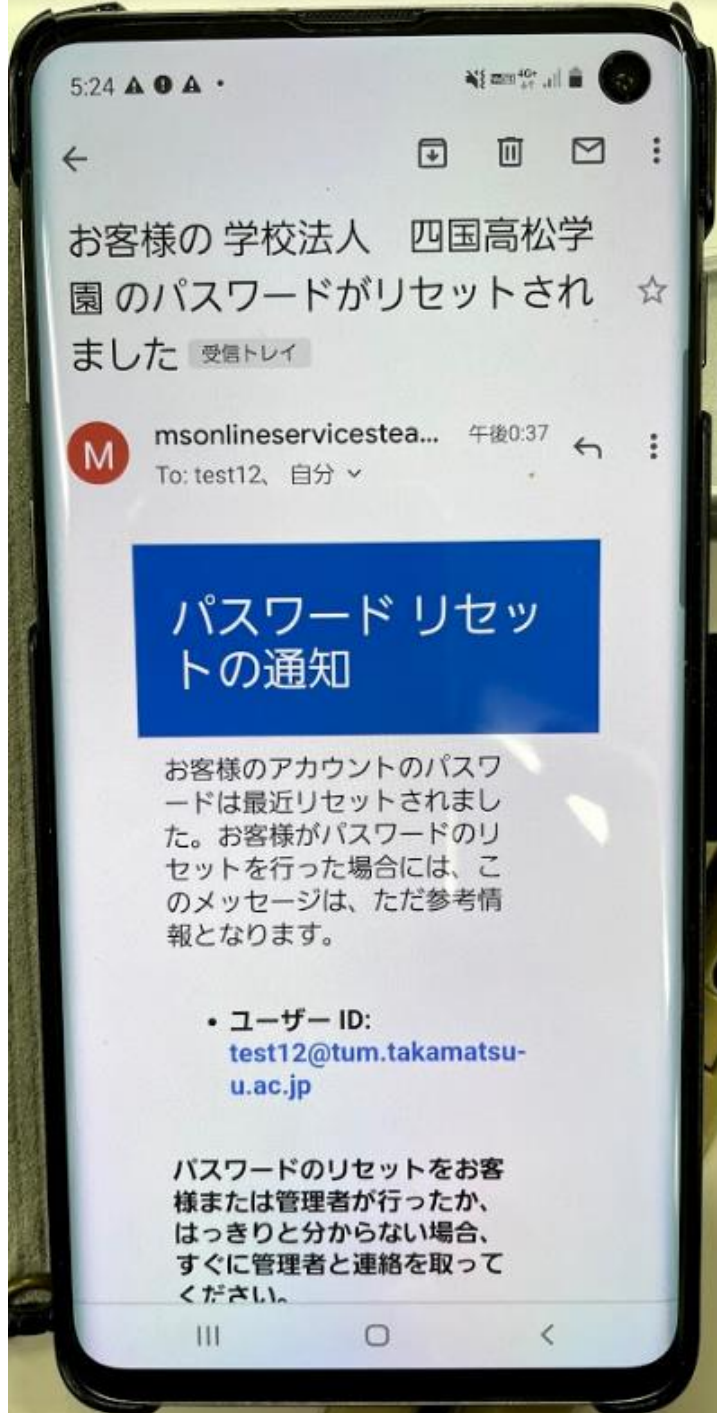 5:24
4G+
お客様の 学校法人　四国高松学
園 のパスワードがリセットされ
ました 受信トレイ
M
msonlineservicestea... 午後0:37
To: test12、 自分
パスワード リセッ
トの通知
お客様のアカウントのパスワ
ードは最近リセットされまし
た。お客様がパスワードのリ
セットを行った場合には、こ
のメッセージは、ただ参考情
報となります。
• ユーザー ID:
test12@tum.takamatsu-
u.ac.jp
パスワードのリセットをお客
様または管理者が行ったか、
はっきりと分からない場合、
すぐに管理者と連絡を取って
ください。